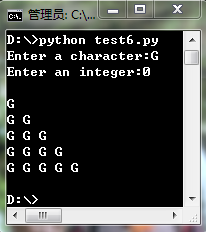 管理员: C:\...
D:\>python test6.py
Enter a character:G
Enter an integer:0
G
G G
G G G
G G G G
G G G G G
D:\>